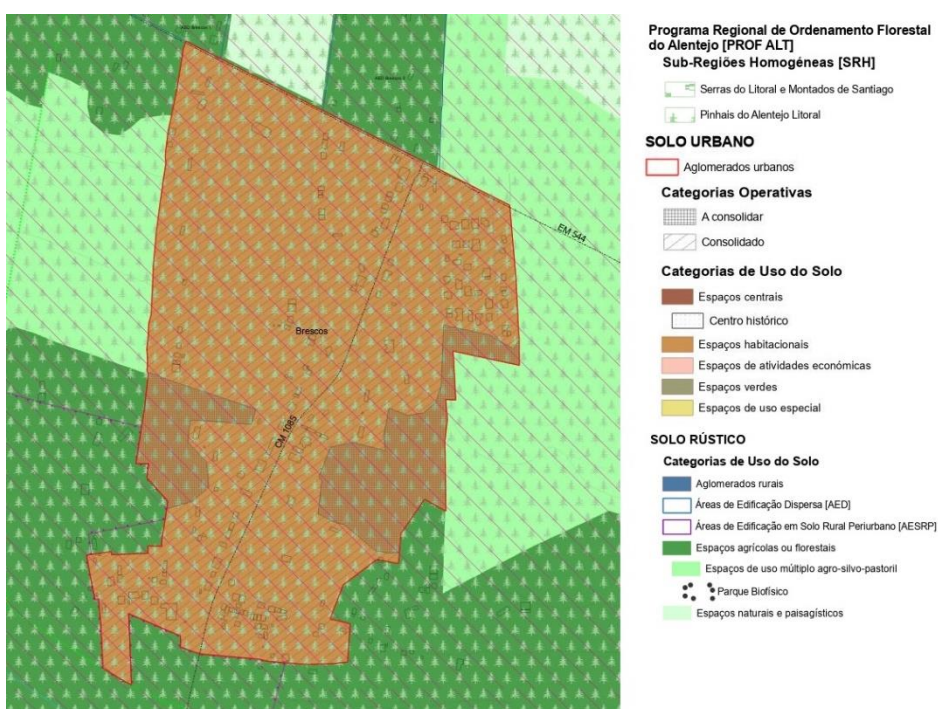 Programa Regional de Ordenamento Florestal
do Alentejo [PROF ALT]
Sub-Regiões Homogéneas [SRH]
Serras do Litoral e Montados de Santiago
Pinhais do Alentejo Litoral
SOLO URBANO
Aglomerados urbanos
Categorias Operativas
A consolidar
Consolidado
Categorias de Uso do Solo
Espaços centrais
Centro histórico
Espaços habitacionais
Espaços de atividades económicas
Espaços verdes
Espaços de uso especial
SOLO RÚSTICO
Categorias de Uso do Solo
Aglomerados rurais
Áreas de Edificação Dispersa [AED]
Áreas de Edificação em Solo Rural Periurbano [AESRP]
Espaços agrícolas ou florestais
Espaços de uso múltiplo agro-silvo-pastoril
Parque Biofísico
Espaços naturais e paisagísticos
EM 544
Brescos
CM 1085